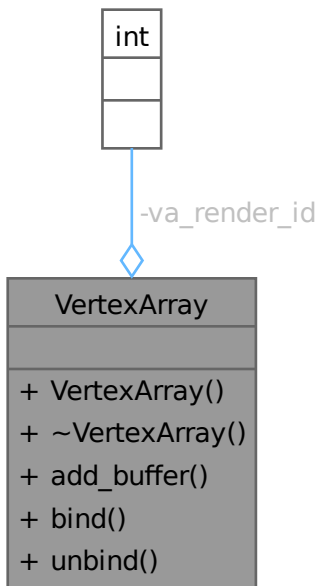 int
-va_render_id
VertexArray
+ VertexArray()
+ ~VertexArray()
+ add_buffer()
+ bind()
+ unbind()